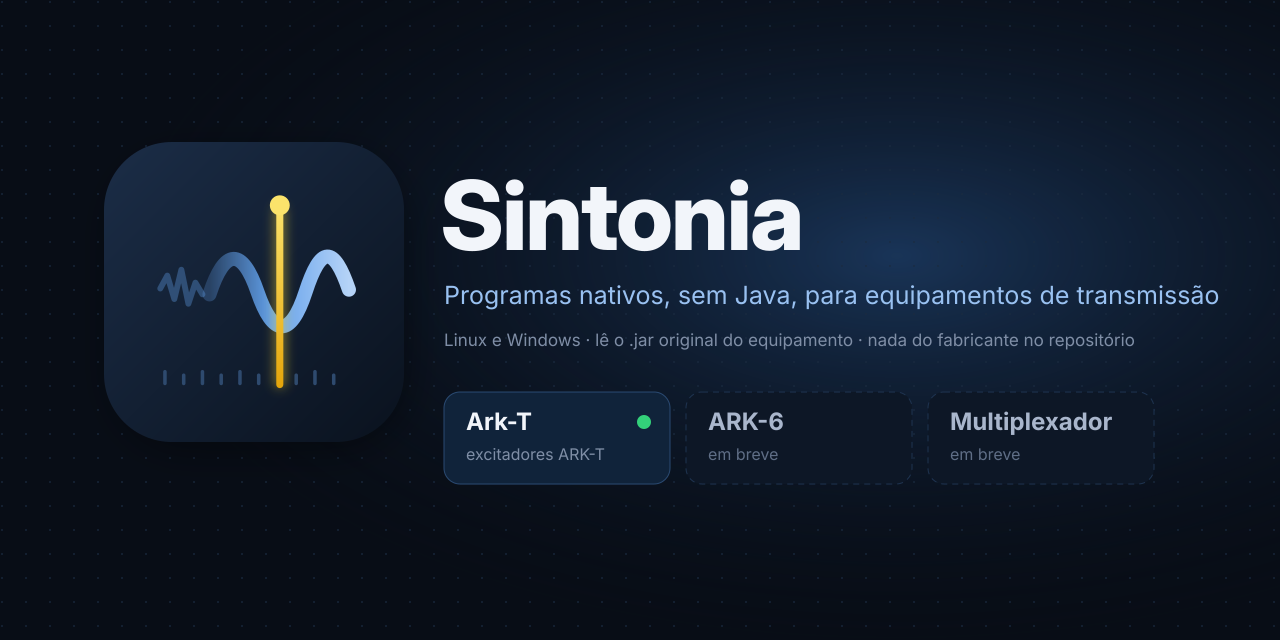 Sintonia
Programas nativos, sem Java, para equipamentos de transmissão
Linux e Windows · lê o .jar original do equipamento · nada do fabricante no repositório
Ark-T
excitadores ARK-T
ARK-6
em breve
Multiplexador
em breve